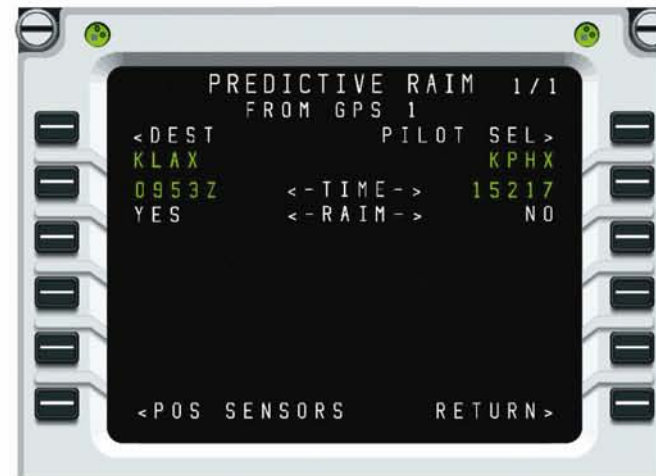 PREDICTIVE RAIM 1/1
FROM GPS 1
<DEST PILOT SEL>
KLAX KPHX
0953Z <-TIME-> 15217
YES <-RAIM-> NO
<POS SENSORS RETURN>